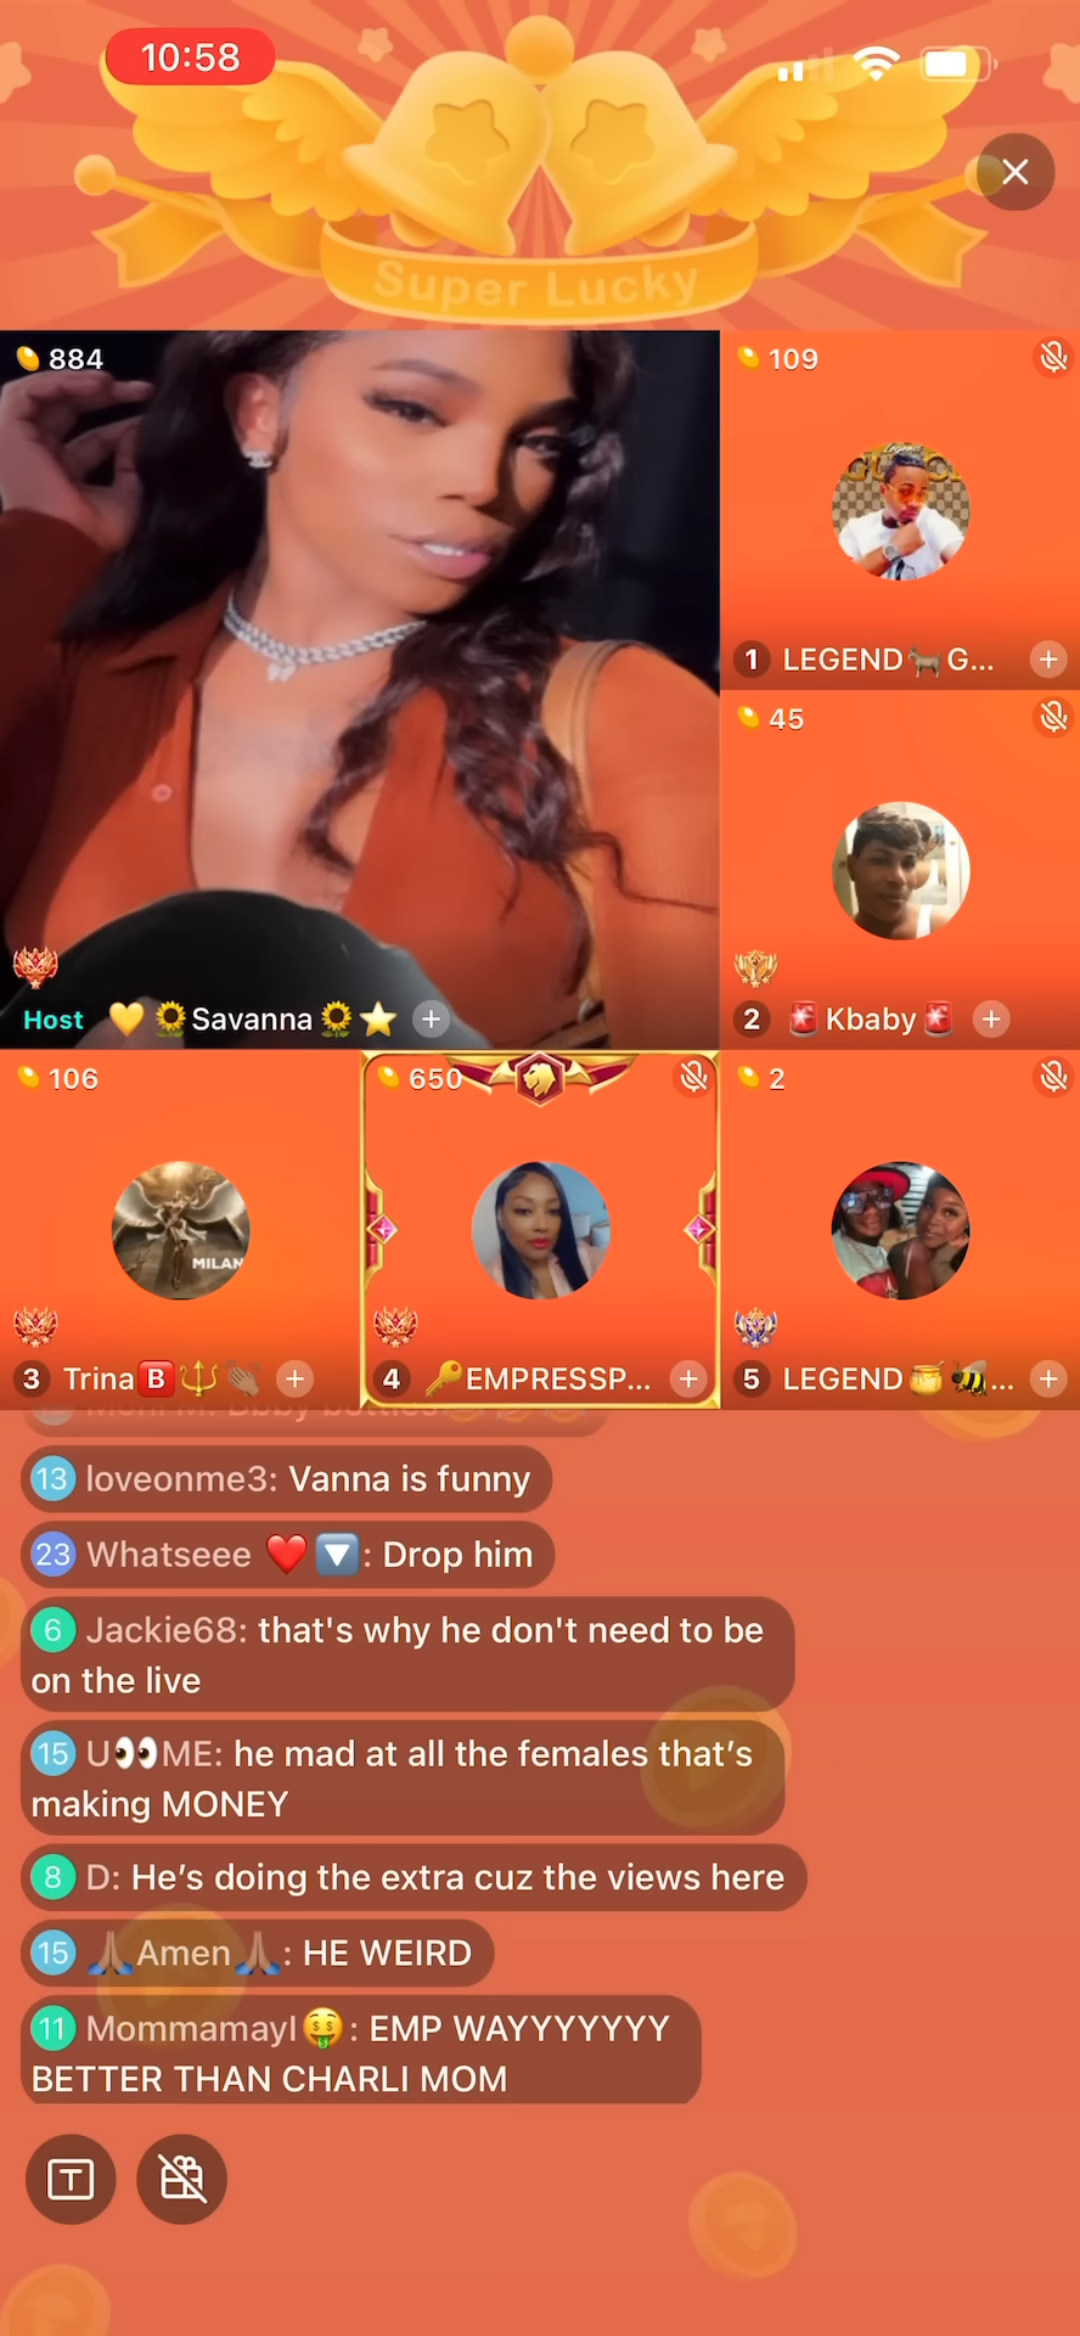 10:58
Super Lucky
884
109
1 LEGEND🐐G...
45
Host 💛🌻Savanna🌻⭐
2 🚨Kbaby🚨
106
650
2
MILAN
3 Trina🅱️🔱👏🏽
4 🔑EMPRESSP...
5 LEGEND🍯🐝...
13 loveonme3: Vanna is funny
23 Whatseee ❤️🔽: Drop him
6 Jackie68: that's why he don't need to be
on the live
15 U👀ME: he mad at all the females that’s
making MONEY
8 D: He’s doing the extra cuz the views here
15 🙏🏽Amen🙏🏽: HE WEIRD
11 Mommamayl🤑: EMP WAYYYYYYY
BETTER THAN CHARLI MOM
T